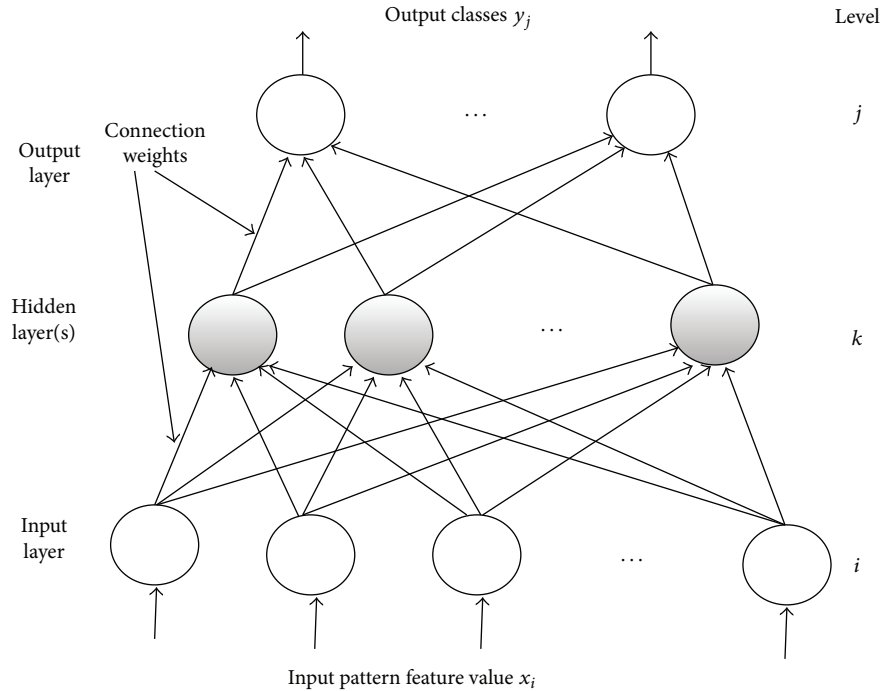 Output classes y_j
Level
...
j
Connection
weights
Output
layer
Hidden
layer(s)
...
k
Input
layer
...
i
Input pattern feature value x_i